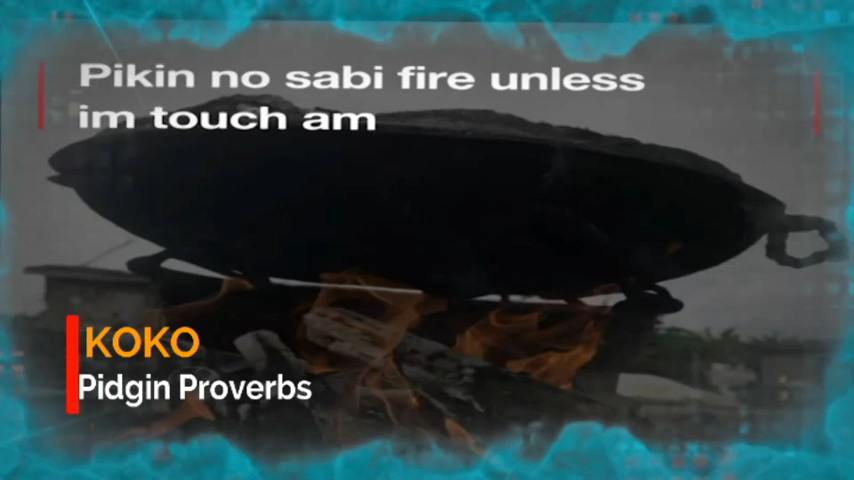 Pikin no sabi fire unless
im touch am
KOKO
Pidgin Proverbs